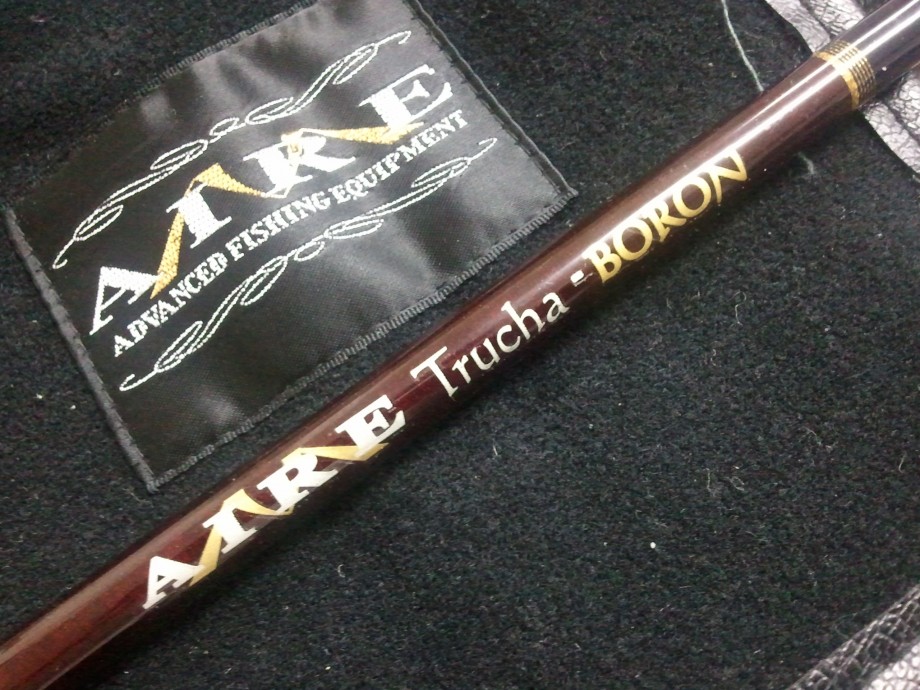 AIRE
ADVANCED FISHING EQUIPMENT
AIRE Trucha - BORON